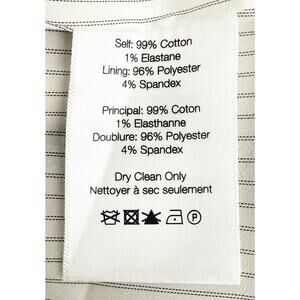 Self: 99% Cotton
1% Elastane
Lining: 96% Polyester
4% Spandex
Principal: 99% Coton
1% Elasthanne
Doublure: 96% Polyester
4% Spandex
Dry Clean Only
Nettoyer à sec seulement
P